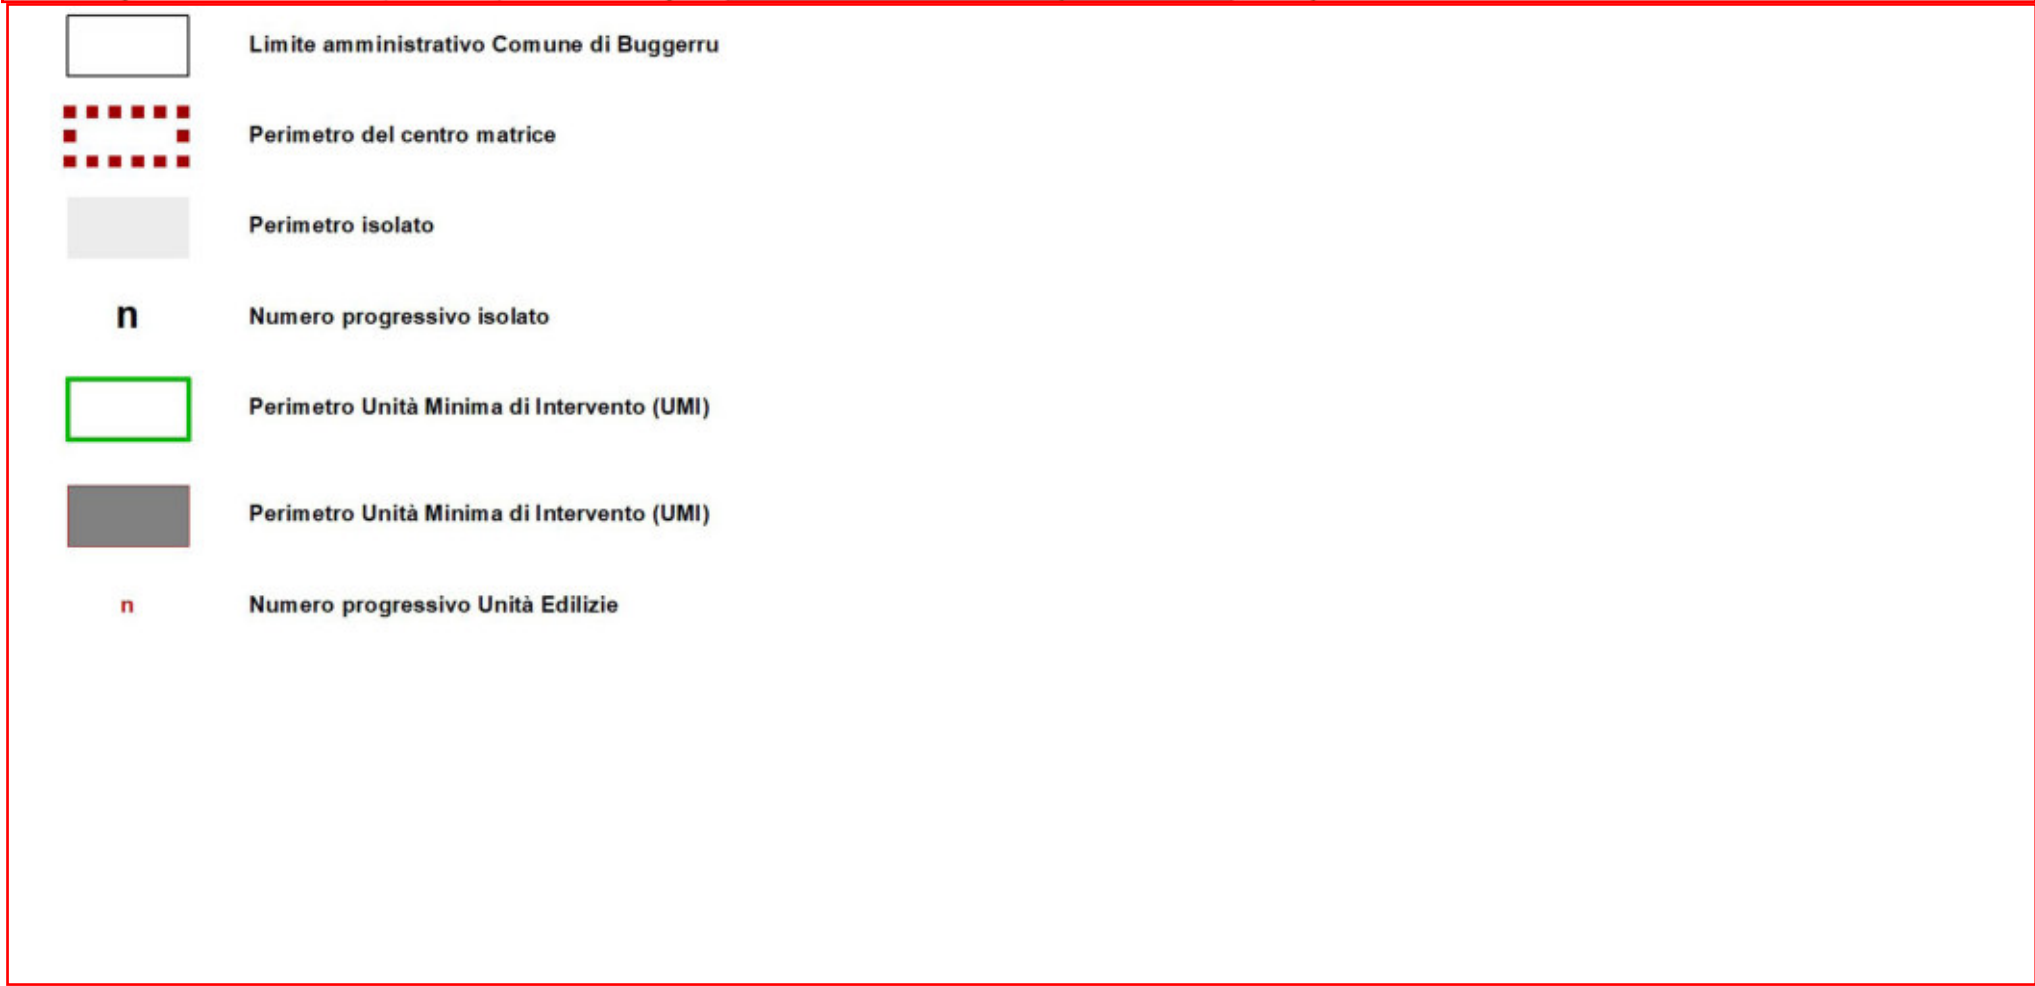 Limite amministrativo Comune di Buggerru
Perimetro del centro matrice
Perimetro isolato
n Numero progressivo isolato
Perimetro Unità Minima di Intervento (UMI)
Perimetro Unità Minima di Intervento (UMI)
n Numero progressivo Unità Edilizie